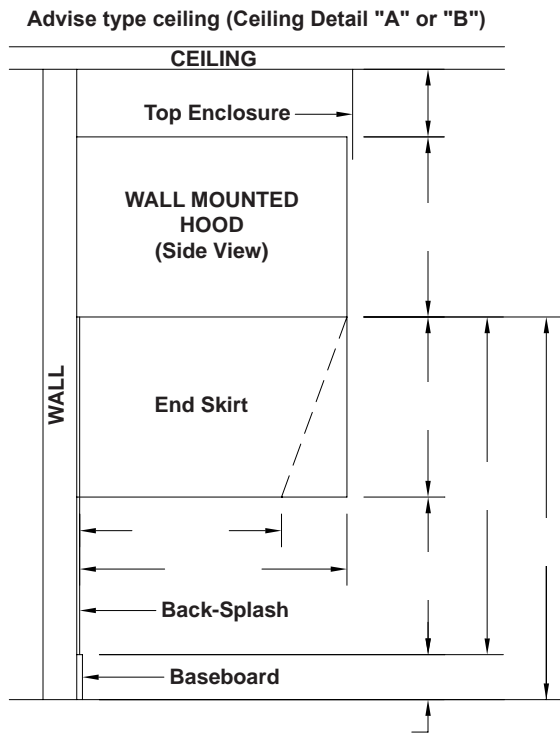 Advise type ceiling (Ceiling Detail "A" or "B")
CEILING
Top Enclosure
WALL MOUNTED
HOOD
(Side View)
WALL
End Skirt
Back-Splash
Baseboard